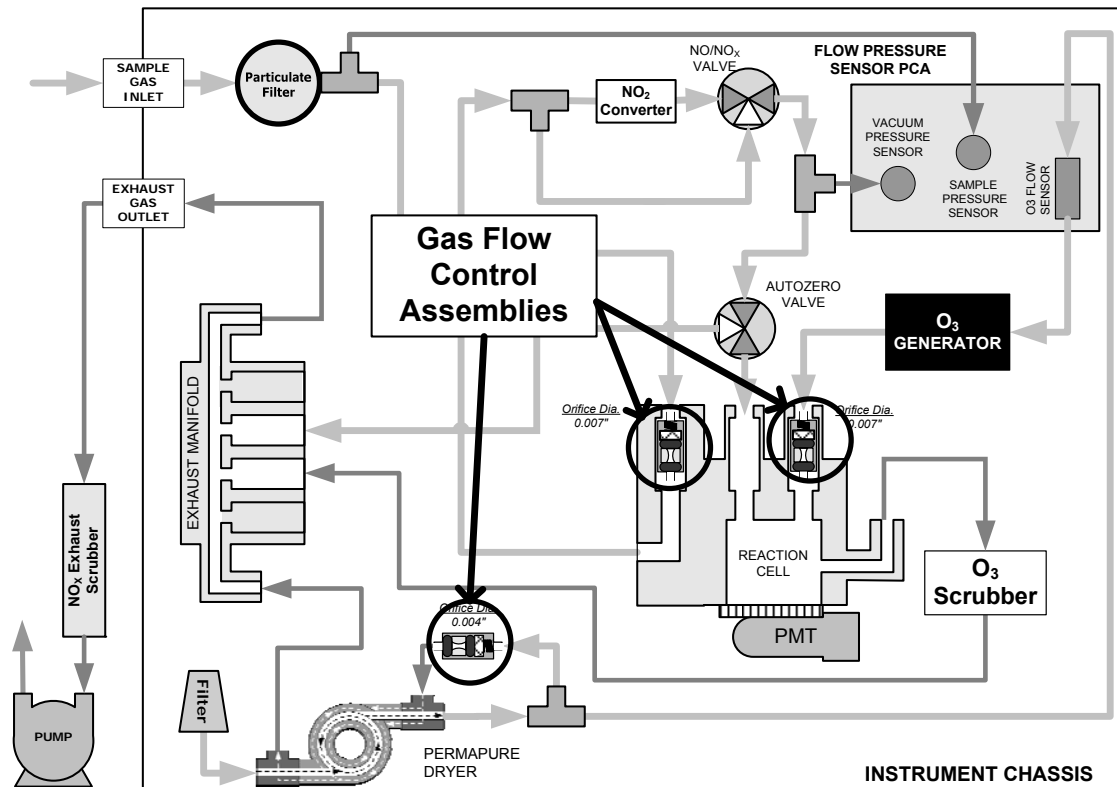 SAMPLE
GAS
INLET
Particulate
Filter
NO/NOX
VALVE
FLOW PRESSURE
SENSOR PCA
NO2
Converter
VACUUM
PRESSURE
SENSOR
SAMPLE
PRESSURE
SENSOR
O3 FLOW
SENSOR
EXHAUST
GAS
OUTLET
Gas Flow
Control
Assemblies
AUTOZERO
VALVE
O3
GENERATOR
EXHAUST MANIFOLD
Orifice Dia.
0.007"
Orifice Dia.
0.007"
NOX Exhaust
Scrubber
REACTION
CELL
O3
Scrubber
Orifice Dia.
0.004"
PMT
Filter
PUMP
PERMAPURE
DRYER
INSTRUMENT CHASSIS